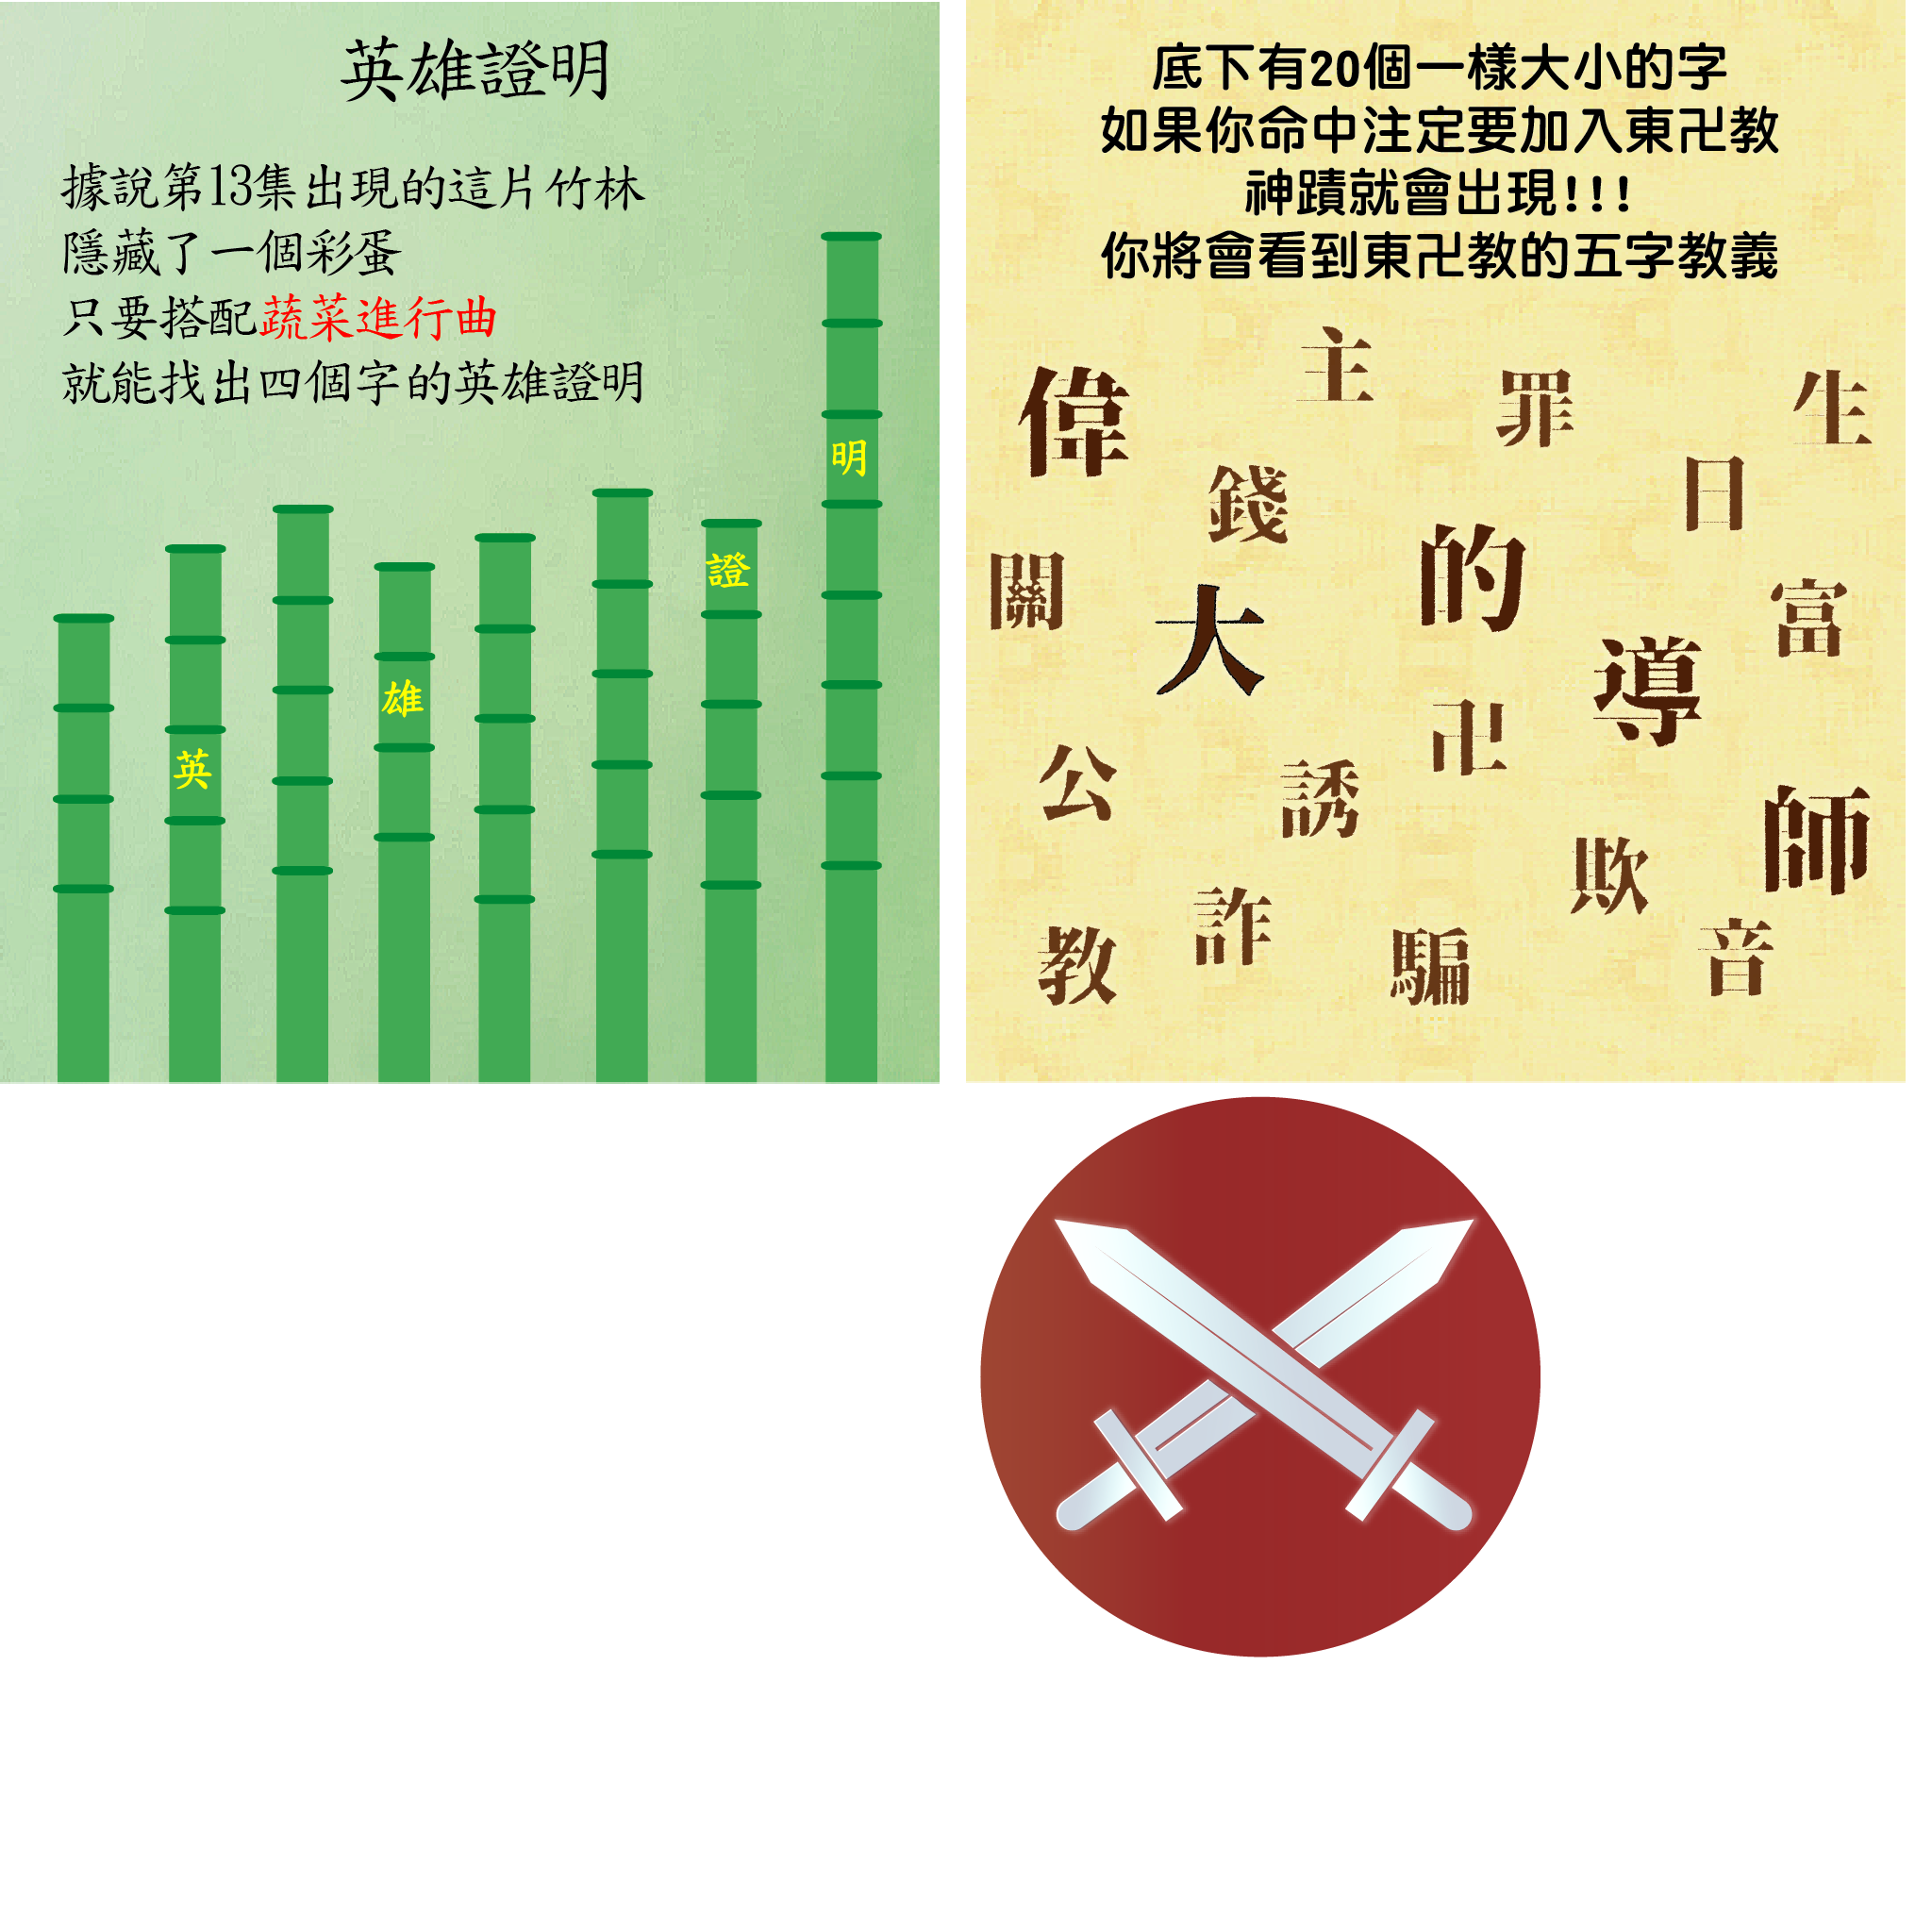 英雄證明
據說第13集出現的這片竹林
隱藏了一個彩蛋
只要搭配蔬菜進行曲
就能找出四個字的英雄證明
明
證
雄
英
底下有20個一樣大小的字
如果你命中注定要加入東卍教
神蹟就會出現!!!
你將會看到東卍教的五字教義
主
偉
罪
生
錢
日
的
關
大
富
導
卍
公
誘
師
欺
詐
教
騙
音